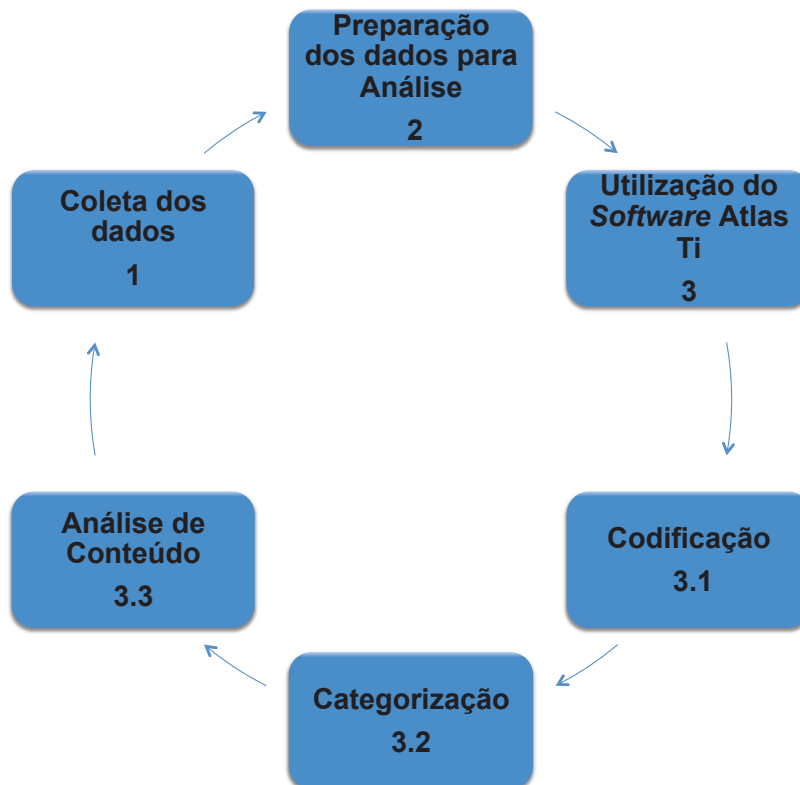 Preparação
dos dados para
Análise
2
Coleta dos
dados
1
Utilização do
Software Atlas
Ti
3
Análise de
Conteúdo
3.3
Codificação
3.1
Categorização
3.2